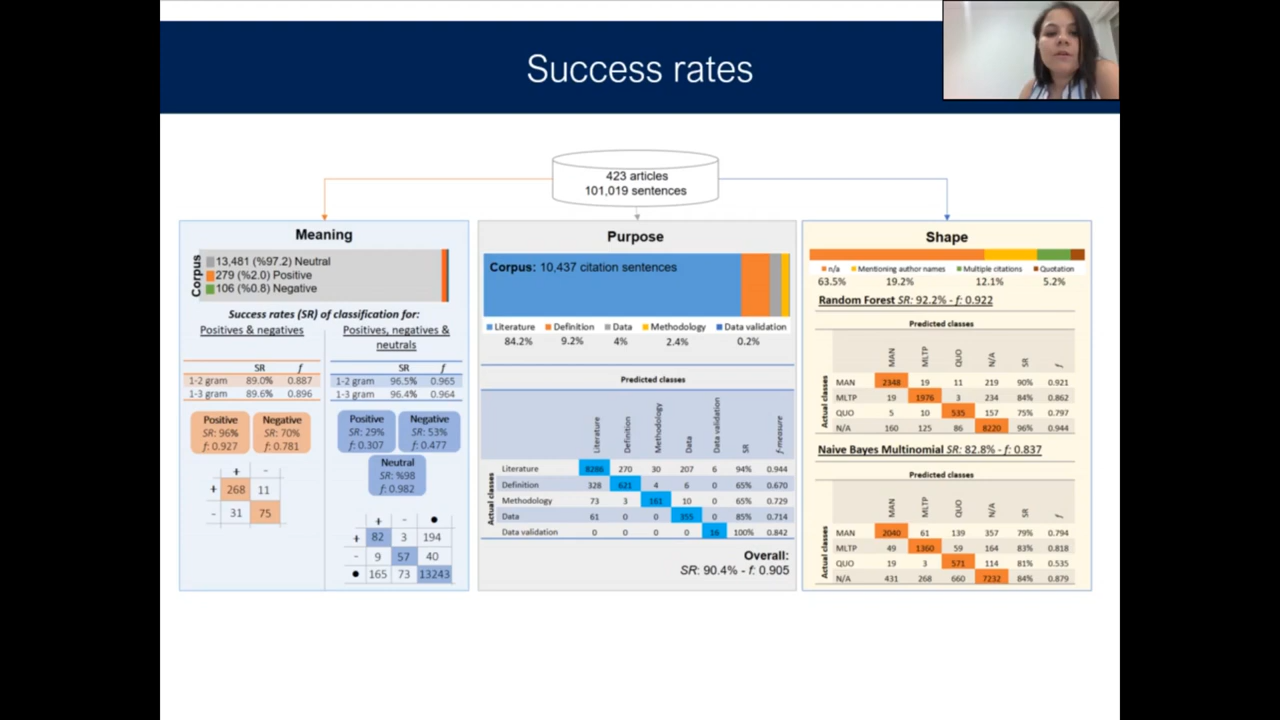 Success rates
423 articles
101,019 sentences
Meaning
Corpus
13,481 (%97.2) Neutral
279 (%2.0) Positive
106 (%0.8) Negative
Success rates (SR) of classification for:
Positives & negatives
SR f
1-2 gram 89.0% 0.887
1-3 gram 89.6% 0.896
Positive
SR: 96%
f: 0.927
Negative
SR: 70%
f: 0.781
+ -
+ 268 11
- 31 75
Positives, negatives &
neutrals
SR f
1-2 gram 96.5% 0.965
1-3 gram 96.4% 0.964
Positive
SR: 29%
f: 0.307
Negative
SR: 53%
f: 0.477
Neutral
SR: %98
f: 0.982
+ - ●
+ 82 3 194
- 9 57 40
● 165 73 13243
Purpose
Corpus: 10,437 citation sentences
Literature Definition Data Methodology Data validation
84.2% 9.2% 4% 2.4% 0.2%
Predicted classes
Literature Definition Methodology Data Data validation SR f-measure
Actual classes
Literature 8286 270 30 207 6 94% 0.944
Definition 328 621 4 6 0 65% 0.670
Methodology 73 3 161 10 0 65% 0.729
Data 61 0 0 355 0 85% 0.714
Data validation 0 0 0 0 16 100% 0.842
Overall:
SR: 90.4% - f: 0.905
Shape
n/a Mentioning author names Multiple citations Quotation
63.5% 19.2% 12.1% 5.2%
Random Forest SR: 92.2% - f: 0.922
Predicted classes
MAN MLTP QUO N/A SR f
Actual classes
MAN 2348 19 11 219 90% 0.921
MLTP 19 1976 3 234 84% 0.862
QUO 5 10 535 157 75% 0.797
N/A 160 125 86 8220 96% 0.944
Naive Bayes Multinomial SR: 82.8% - f: 0.837
Predicted classes
MAN MLTP QUO N/A SR f
Actual classes
MAN 2040 61 139 357 79% 0.794
MLTP 49 1360 59 164 83% 0.818
QUO 19 3 571 114 81% 0.535
N/A 431 268 660 7232 84% 0.879